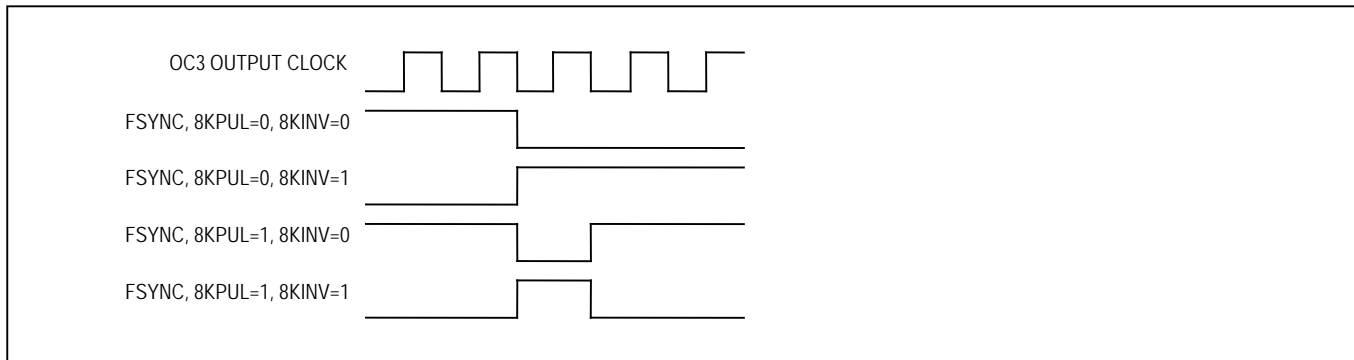 OC3 OUTPUT CLOCK
FSYNC, 8KPUL=0, 8KINV=0
FSYNC, 8KPUL=0, 8KINV=1
FSYNC, 8KPUL=1, 8KINV=0
FSYNC, 8KPUL=1, 8KINV=1